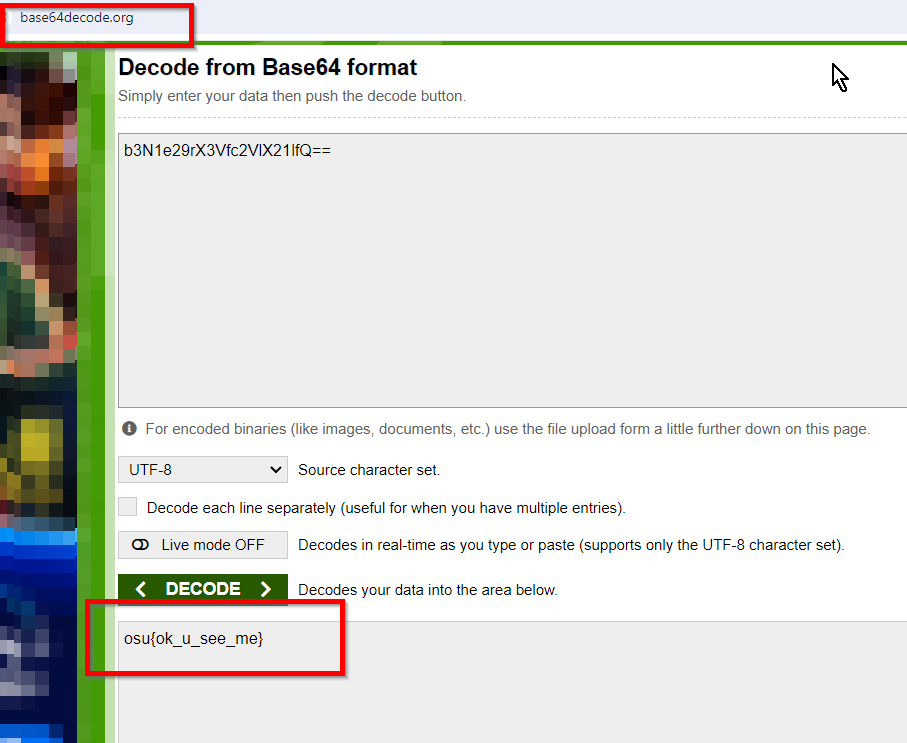 base64decode.org
Decode from Base64 format
Simply enter your data then push the decode button.
b3N1e29rX3Vfc2VlX21lfQ==
For encoded binaries (like images, documents, etc.) use the file upload form a little further down on this page.
UTF-8 Source character set.
Decode each line separately (useful for when you have multiple entries).
Live mode OFF Decodes in real-time as you type or paste (supports only the UTF-8 character set).
< DECODE > Decodes your data into the area below.
osu{ok_u_see_me}